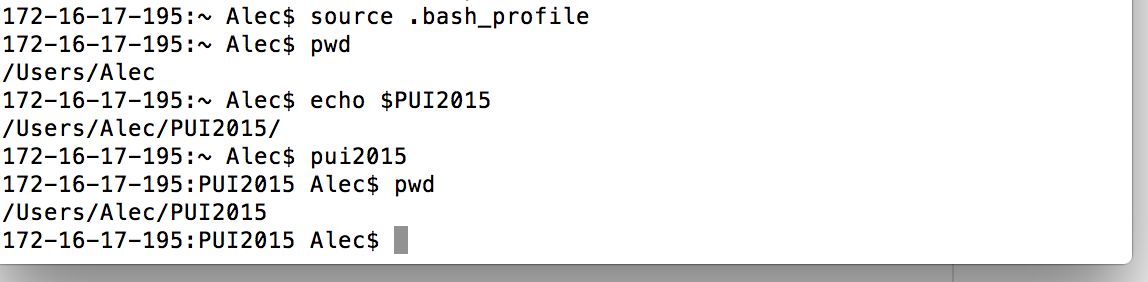 172-16-17-195:~ Alec$ source .bash_profile
172-16-17-195:~ Alec$ pwd
/Users/Alec
172-16-17-195:~ Alec$ echo $PUI2015
/Users/Alec/PUI2015/
172-16-17-195:~ Alec$ pui2015
172-16-17-195:PUI2015 Alec$ pwd
/Users/Alec/PUI2015
172-16-17-195:PUI2015 Alec$